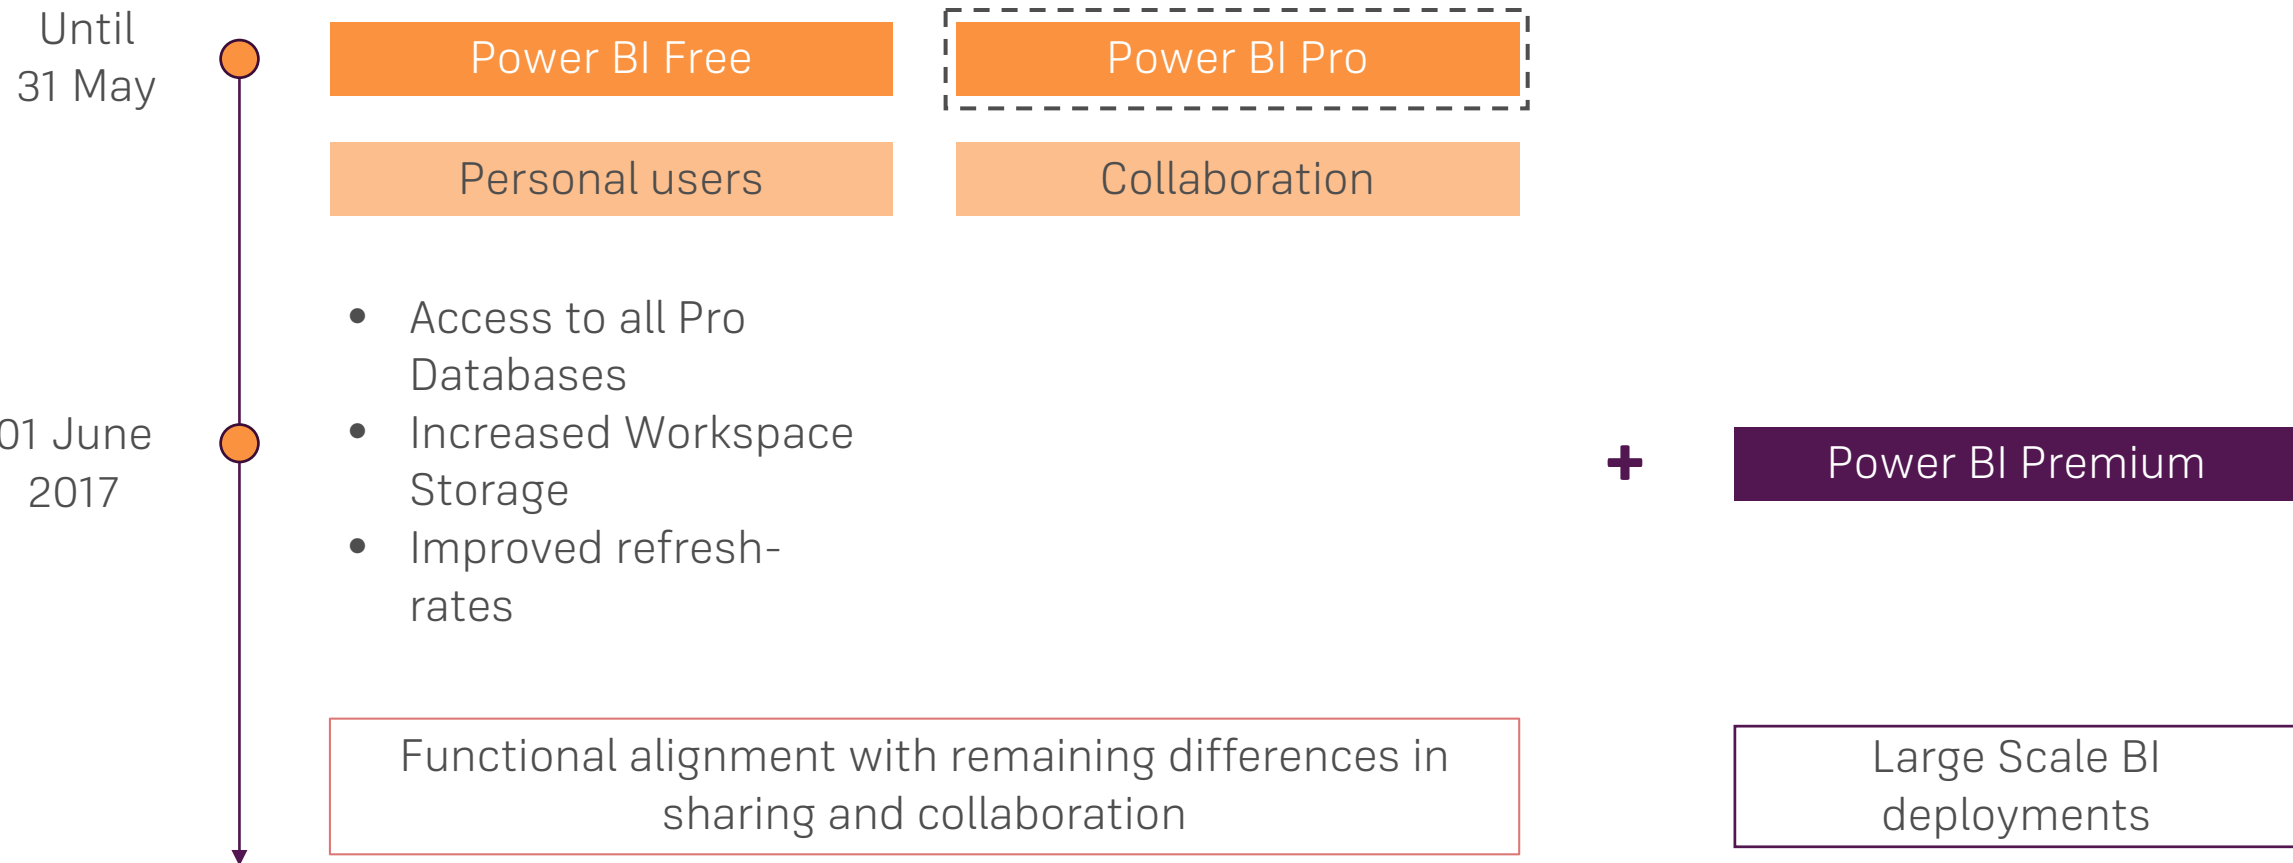 Until
31 May
Power BI Free
Power BI Pro
Personal users
Collaboration
• Access to all Pro
Databases
• Increased Workspace
Storage
• Improved refresh-
rates
01 June
2017
+
Power BI Premium
Functional alignment with remaining differences in
sharing and collaboration
Large Scale BI
deployments